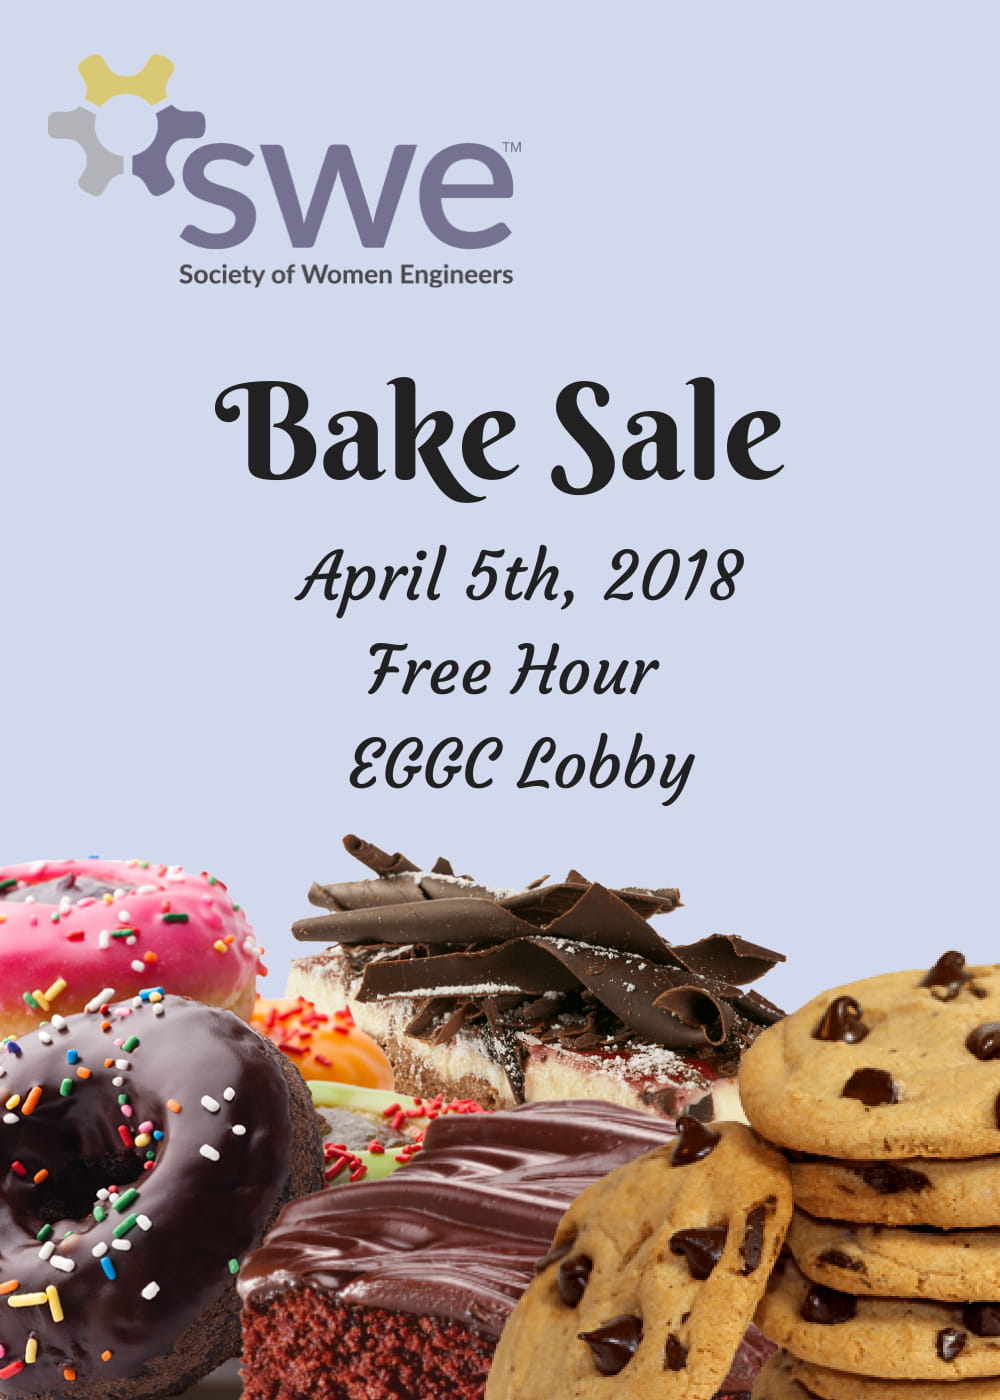 swe™
Society of Women Engineers
Bake Sale
April 5th, 2018
Free Hour
EGGC Lobby